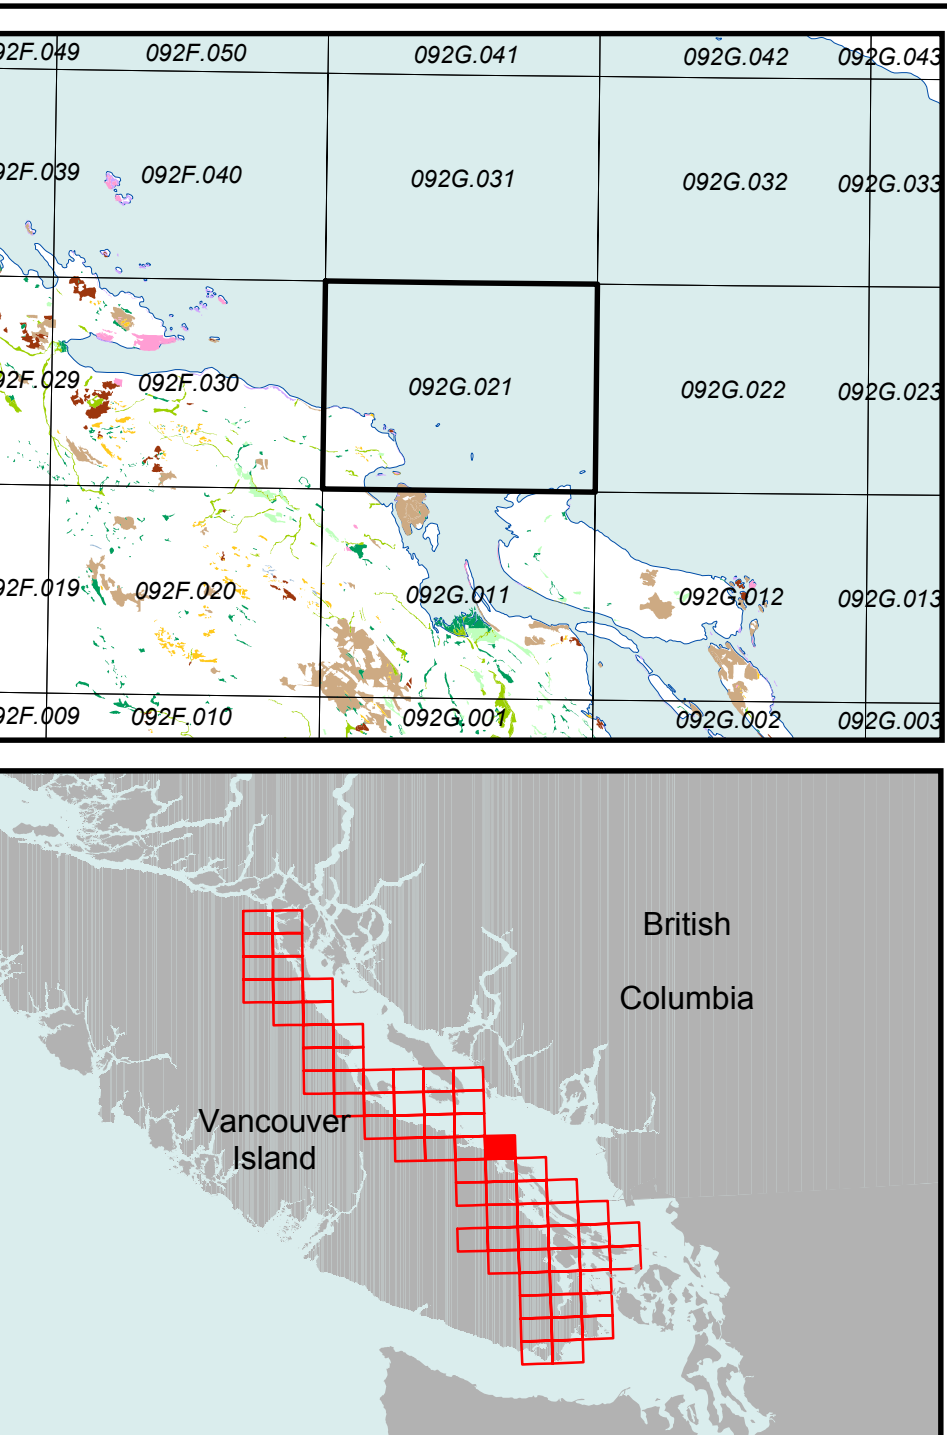 92F.049 092F.050 092G.041 092G.042 092G.043
92F.039 092F.040 092G.031 092G.032 092G.033
92F.029 092F.030 092G.021 092G.022 092G.023
92F.019 092F.020 092G.011 092G.012 092G.013
92F.009 092F.010 092G.001 092G.002 092G.003
British
Columbia
Vancouver
Island